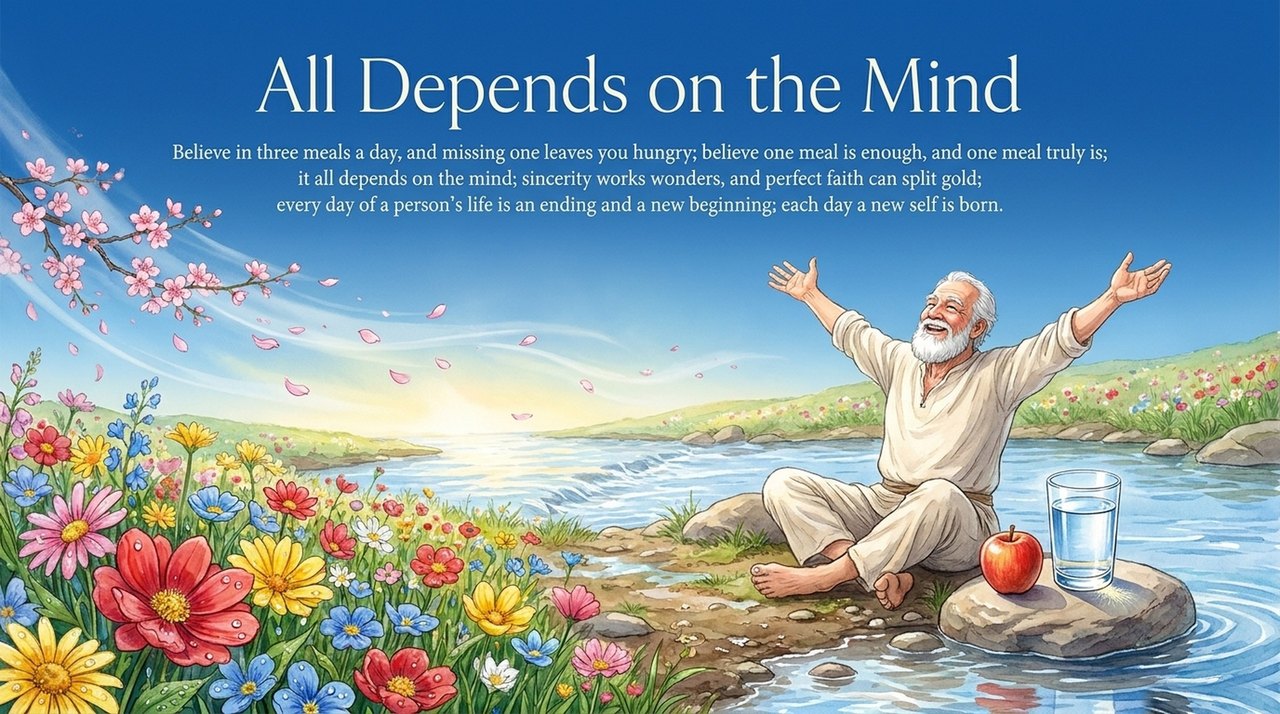 All Depends on the Mind
Believe in three meals a day, and missing one leaves you hungry; believe one meal is enough, and one meal truly is;
it all depends on the mind; sincerity works wonders, and perfect faith can split gold;
every day of a person’s life is an ending and a new beginning; each day a new self is born.